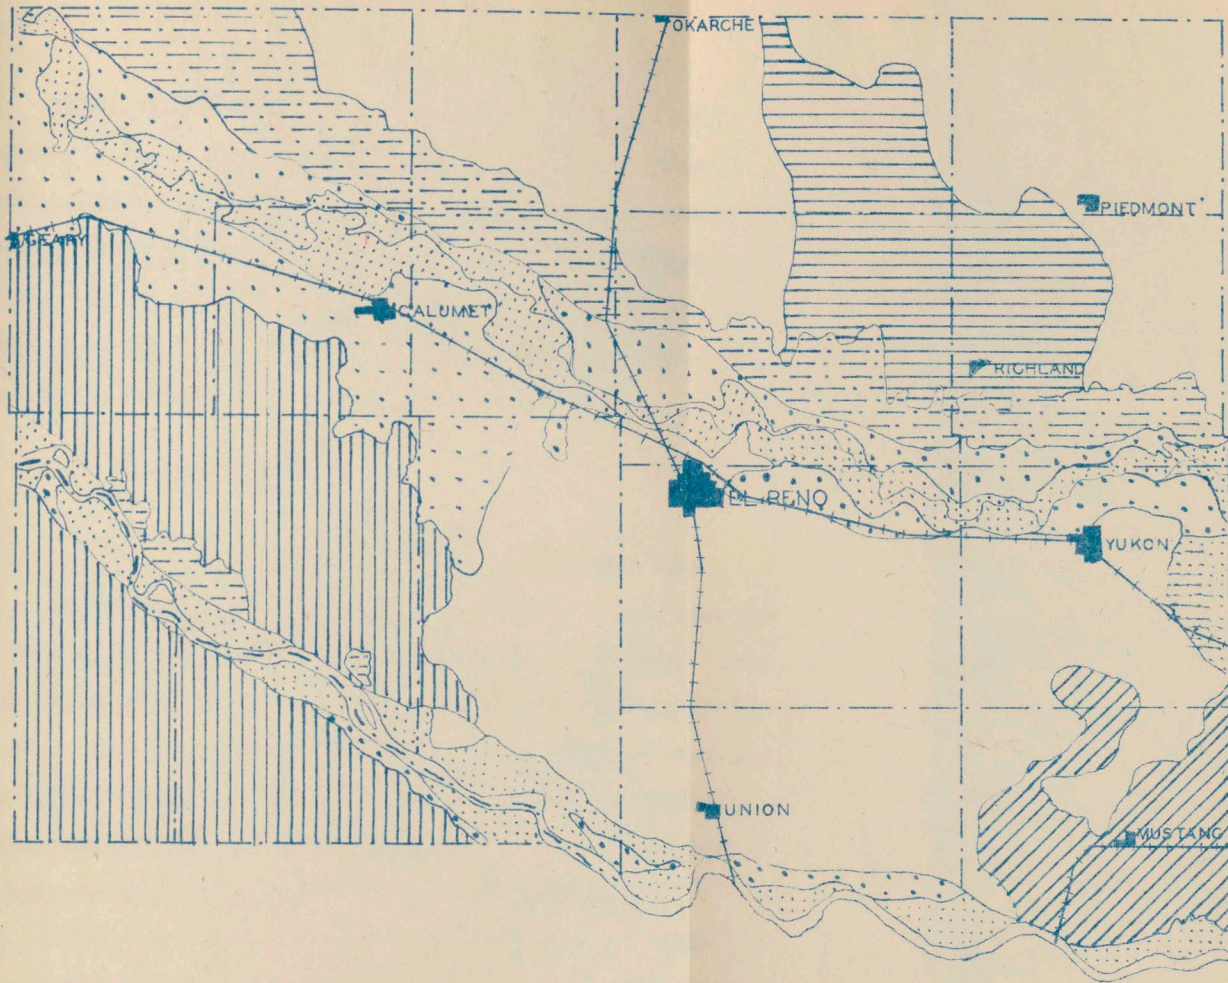 OKARCHE
PIEDMONT
GEARY
CALUMET
RICHLAND
EL RENO
YUKON
UNION
MUSTANG